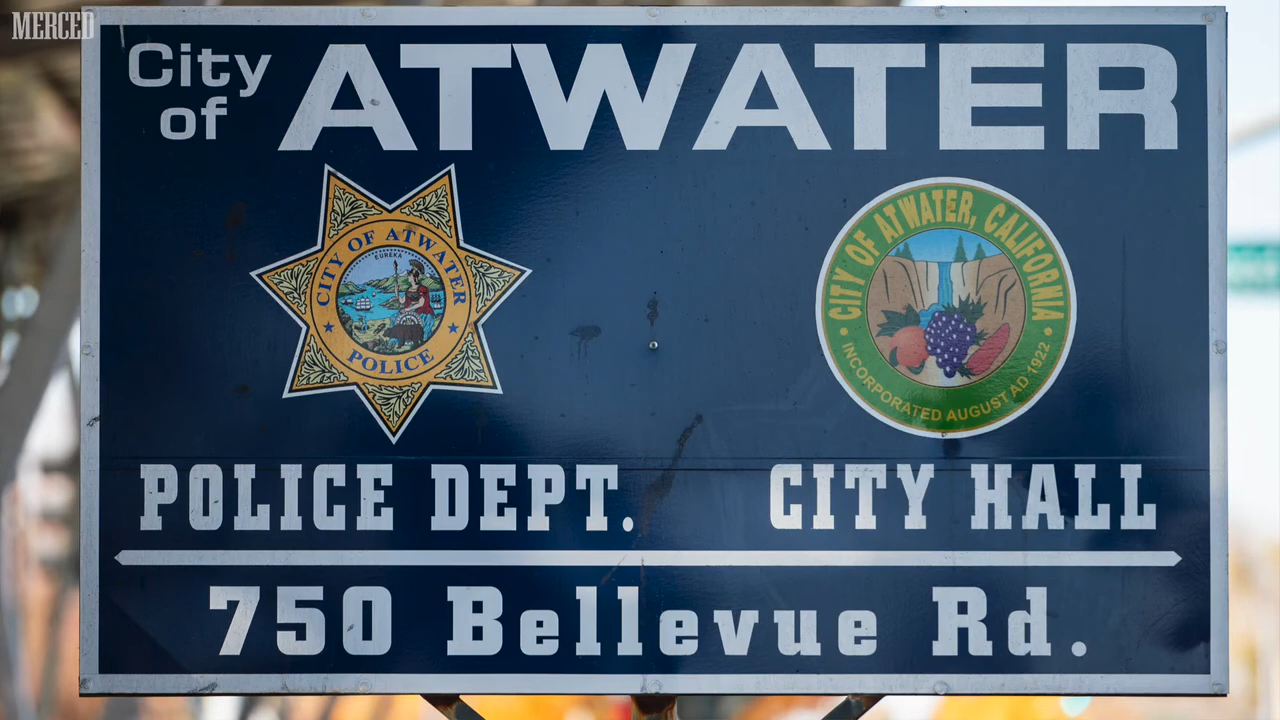 MERCED
City of ATWATER
CITY OF ATWATER
EUREKA
POLICE
CITY OF ATWATER, CALIFORNIA
INCORPORATED AUGUST AD 1922
POLICE DEPT. CITY HALL
750 Bellevue Rd.